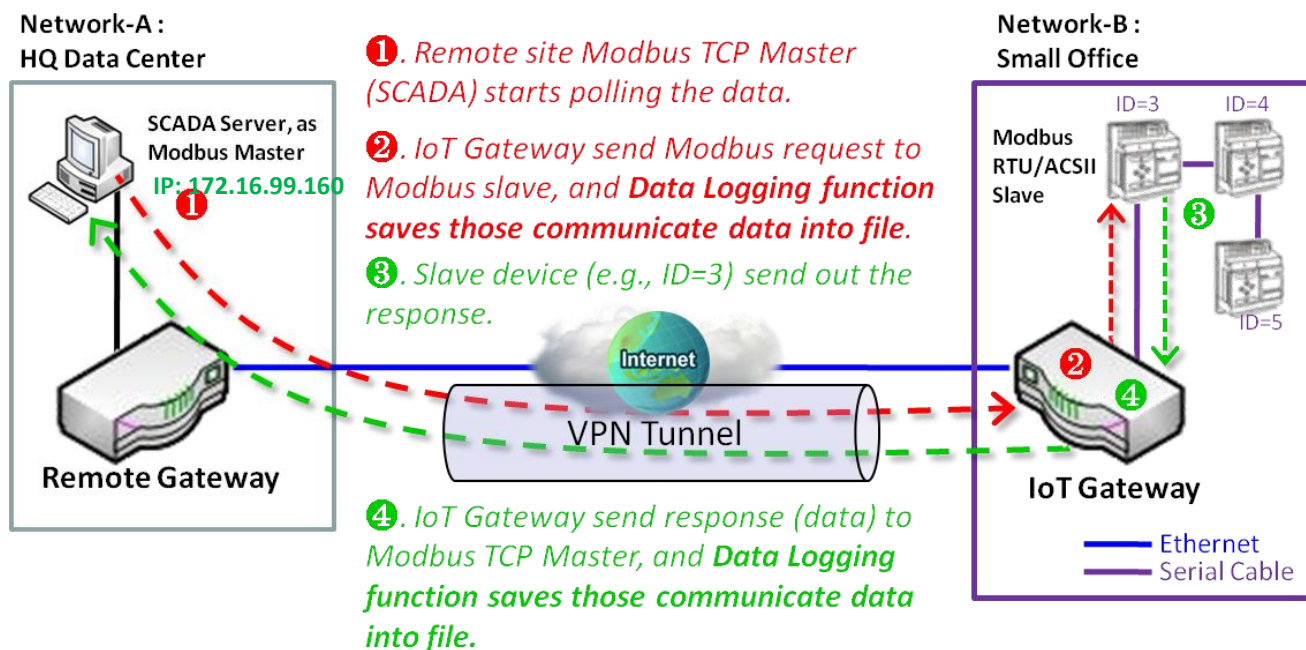 Network-A :
HQ Data Center
SCADA Server, as
Modbus Master
IP: 172.16.99.160
1
Remote Gateway
❶. Remote site Modbus TCP Master
(SCADA) starts polling the data.
❷. IoT Gateway send Modbus request to
Modbus slave, and Data Logging function
saves those communicate data into file.
❸. Slave device (e.g., ID=3) send out the
response.
Internet
VPN Tunnel
❹. IoT Gateway send response (data) to
Modbus TCP Master, and Data Logging
function saves those communicate data
into file.
Network-B :
Small Office
ID=3
ID=4
Modbus
RTU/ACSII
Slave
3
ID=5
2
4
IoT Gateway
Ethernet
Serial Cable